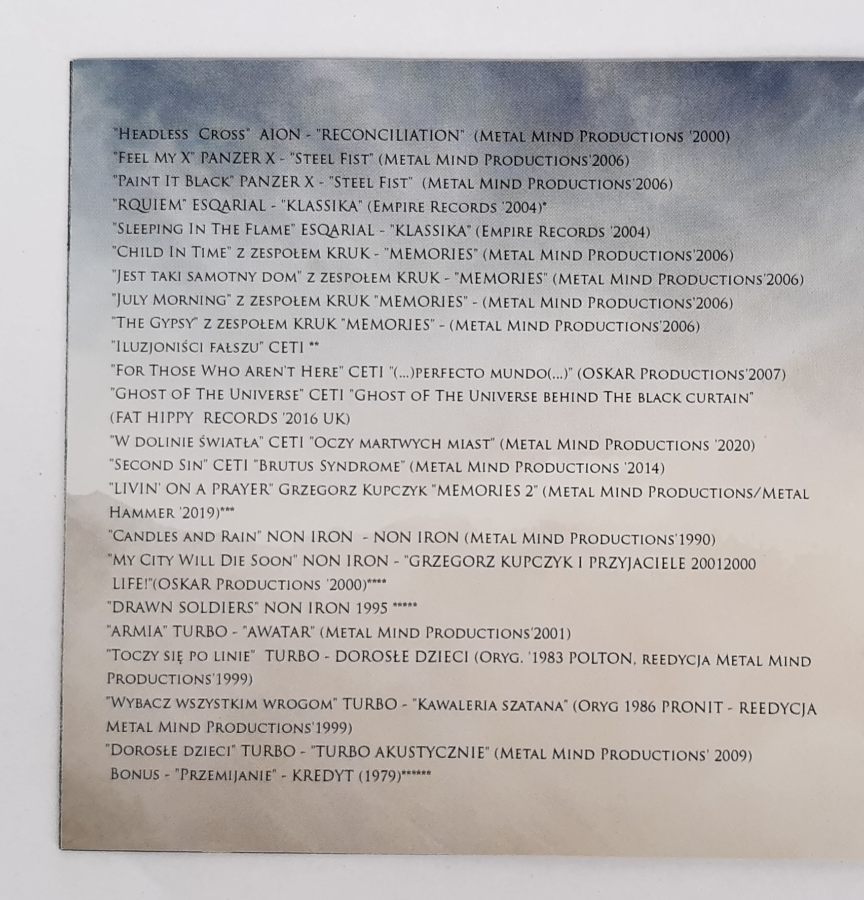 "Headless Cross" AION - "RECONCILIATION" (Metal Mind Productions '2000)
"Feel My X" PANZER X - "Steel Fist" (Metal Mind Productions'2006)
"Paint It Black" PANZER X - "Steel Fist" (Metal Mind Productions'2006)
"RQUIEM" ESQARIAL - "KLASSIKA" (Empire Records '2004)*
"Sleeping In The Flame" ESQARIAL - "KLASSIKA" (Empire Records '2004)
"Child In Time" z zespołem KRUK - "MEMORIES" (Metal Mind Productions'2006)
"Jest taki samotny dom" z zespołem KRUK - "MEMORIES" (Metal Mind Productions'2006)
"July Morning" z zespołem KRUK "MEMORIES" - (Metal Mind Productions'2006)
"The Gypsy" z zespołem KRUK "MEMORIES" - (Metal Mind Productions'2006)
"Iluzjoniści fałszu" CETI **
"For Those Who Aren't Here" CETI "(...)perfecto mundo(...)" (OSKAR Productions'2007)
"Ghost of The Universe" CETI "Ghost of The Universe behind The black curtain"
(FAT HIPPY RECORDS '2016 UK)
"W dolinie światła" CETI "Oczy martwych miast" (Metal Mind Productions '2020)
"Second Sin" CETI "Brutus Syndrome" (Metal Mind Productions '2014)
"LIVIN' ON A PRAYER" Grzegorz Kupczyk "MEMORIES 2" (Metal Mind Productions/Metal
Hammer '2019)***
"Candles and Rain" NON IRON - NON IRON (Metal Mind Productions'1990)
"My City Will Die Soon" NON IRON - "GRZEGORZ KUPCZYK I PRZYJACIELE 20012000
LIFE!"(OSKAR Productions '2000)****
"DRAWN SOLDIERS" NON IRON 1995 *****
"ARMIA" TURBO - "AWATAR" (Metal Mind Productions'2001)
"Toczy się po linie" TURBO - DOROSŁE DZIECI (Oryg. '1983 POLTON, reedycja Metal Mind
Productions'1999)
"Wybacz wszystkim wrogom" TURBO - "Kawaleria szatana" (Oryg 1986 PRONIT - REEDYCJA
Metal Mind Productions'1999)
"Dorosłe dzieci" TURBO - "TURBO AKUSTYCZNIE" (Metal Mind Productions' 2009)
Bonus - "Przemijanie" - KREDYT (1979)******